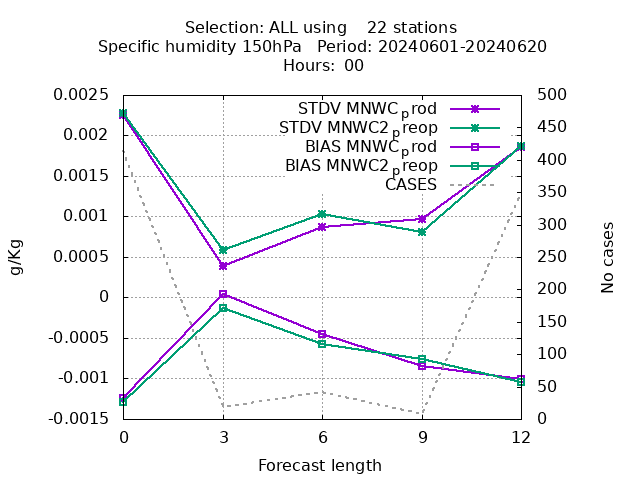 Selection: ALL using    22 stations
Specific humidity 150hPa   Period: 20240601-20240620
Hours:  00
0.0025
0.002
0.0015
0.001
0.0005
0
-0.0005
-0.001
-0.0015
g/Kg
STDV MNWC_prod
STDV MNWC2_preop
BIAS MNWC_prod
BIAS MNWC2_preop
CASES
500
450
400
350
300
250
200
150
100
50
0
No cases
0 3 6 9 12
Forecast length